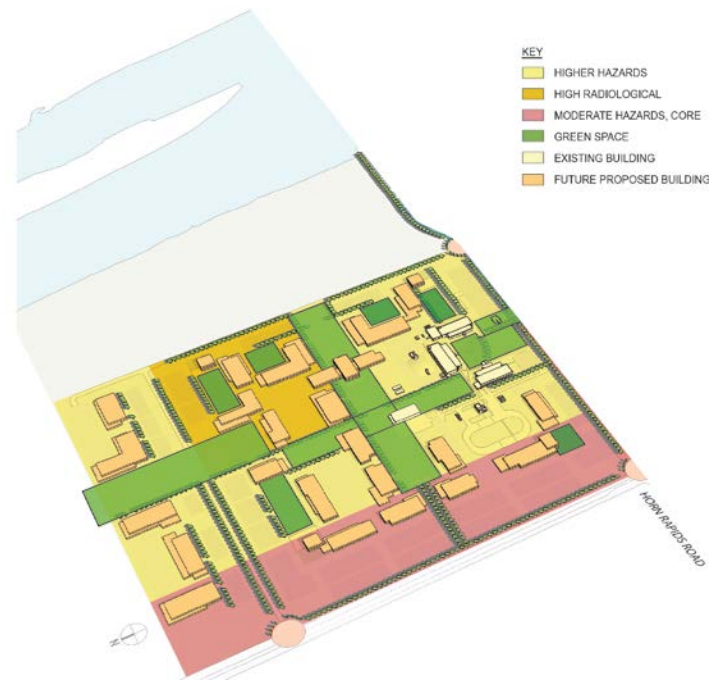 KEY
HIGHER HAZARDS
HIGH RADIOLOGICAL
MODERATE HAZARDS, CORE
GREEN SPACE
EXISTING BUILDING
FUTURE PROPOSED BUILDING
HORN RAPIDS ROAD
N